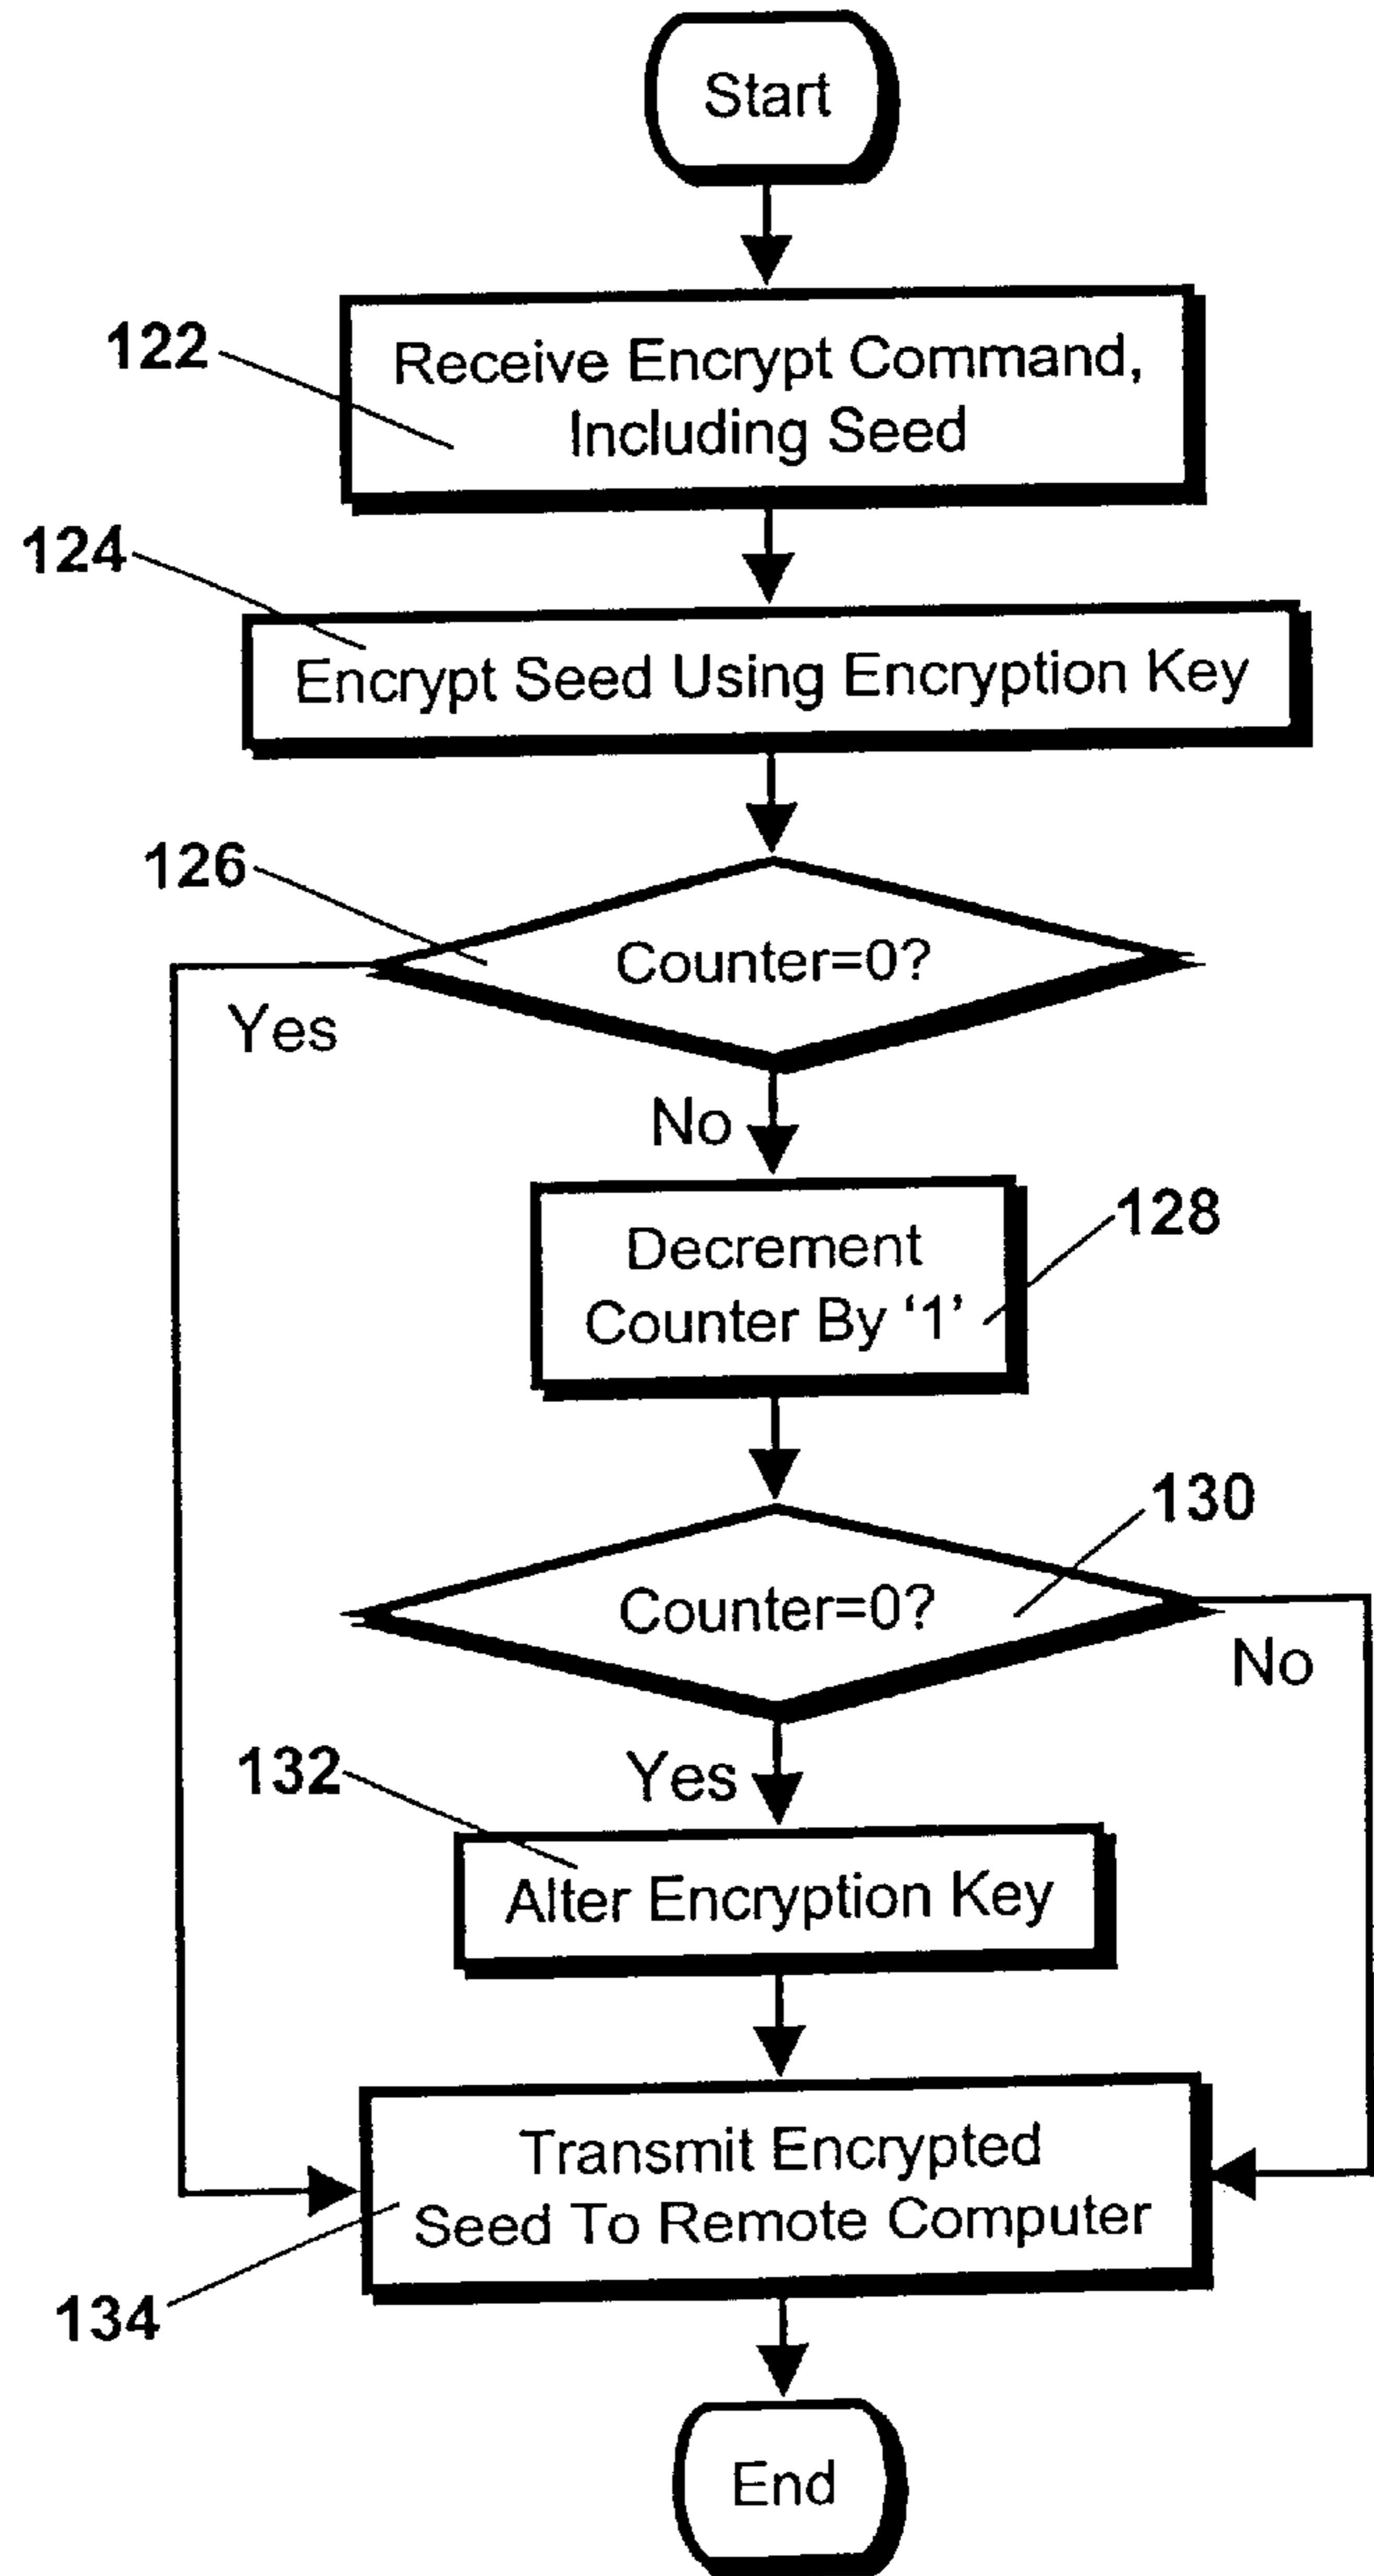 Start
122
Receive Encrypt Command,
Including Seed
124
Encrypt Seed Using Encryption Key
126
Counter=0?
Yes
No
128
Decrement
Counter By ‘1’
130
Counter=0?
No
Yes
132
Alter Encryption Key
Transmit Encrypted
Seed To Remote Computer
134
End